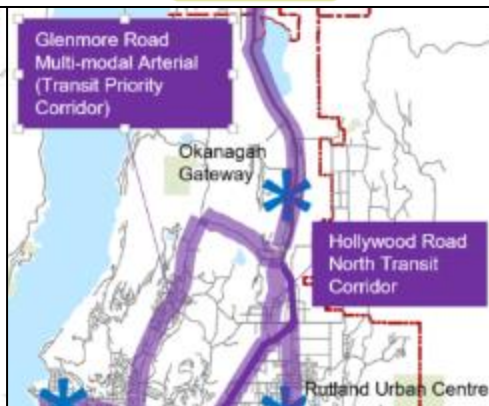 Glenmore Road
Multi-modal Arterial
(Transit Priority
Corridor)
Okanagan
Gateway
Hollywood Road
North Transit
Corridor
Rutland Urban Centre